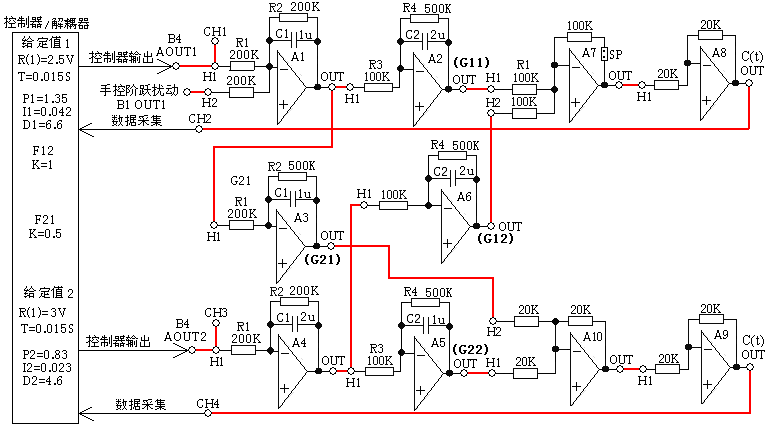 控制器/解耦器
给定值1
R(1)=2.5V
T=0.015S
P1=1.35
I1=0.042
D1=6.6
F12
K=1
F21
K=0.5
给定值2
R(1)=3V
T=0.015S
P2=0.83
I2=0.023
D2=4.6
控制器输出
B4
AOUT1
CH1
H1
R1
200K
手控阶跃扰动
B1 OUT1
H2
200K
数据采集
CH2
R2 200K
C1 1u
A1
OUT
H1
R3
100K
R4 500K
C2 2u
A2
(G11)
OUT
H1
R1
100K
H2
100K
100K
A7
SP
OUT
H1
20K
20K
A8
C(t)
OUT
G21
H1
R1
200K
R2 500K
C1 1u
A3
OUT
(G21)
H1
100K
R4 500K
C2 2u
A6
OUT
(G12)
控制器输出
B4
AOUT2
CH3
H1
R1
200K
R2 200K
C1 2u
A4
OUT
H1
R3
100K
R4 500K
C2 1u
A5
(G22)
OUT
H1
20K
H2
20K
20K
A10
OUT
H1
20K
20K
A9
C(t)
OUT
数据采集
CH4